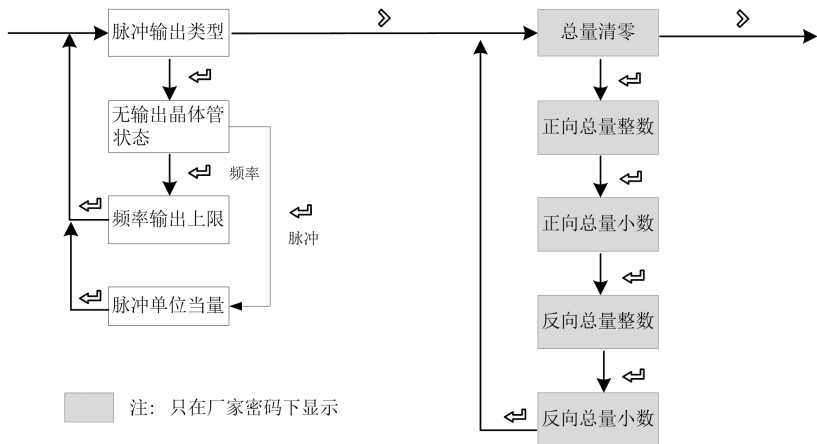 脉冲输出类型
无输出晶体管
状态
频率
频率输出上限
脉冲
脉冲单位当量
总量清零
正向总量整数
正向总量小数
反向总量整数
反向总量小数
注: 只在厂家密码下显示